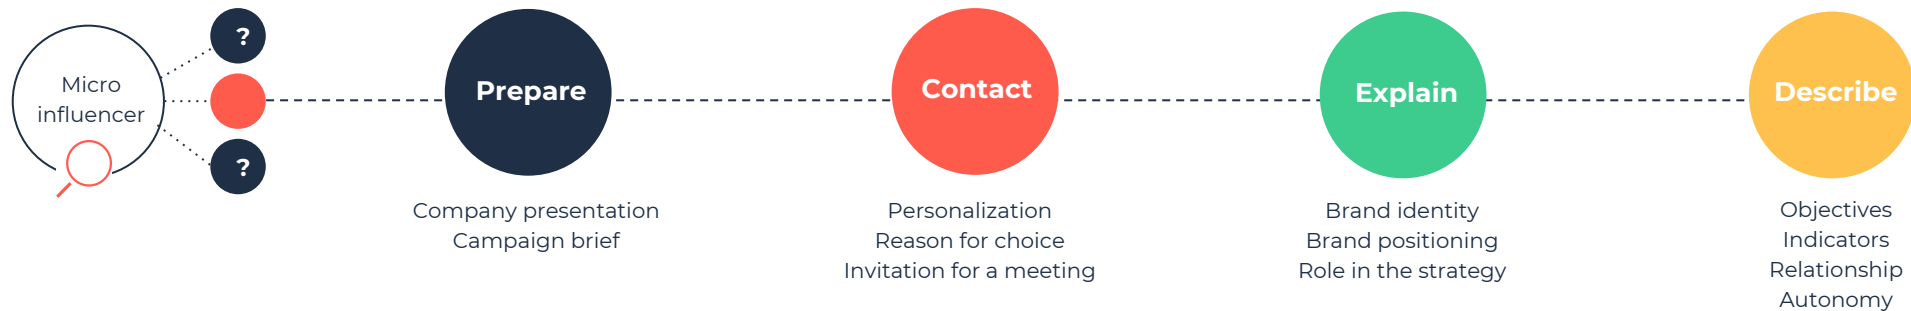 Micro
influencer
?
?
Prepare
Company presentation
Campaign brief
Contact
Personalization
Reason for choice
Invitation for a meeting
Explain
Brand identity
Brand positioning
Role in the strategy
Describe
Objectives
Indicators
Relationship
Autonomy